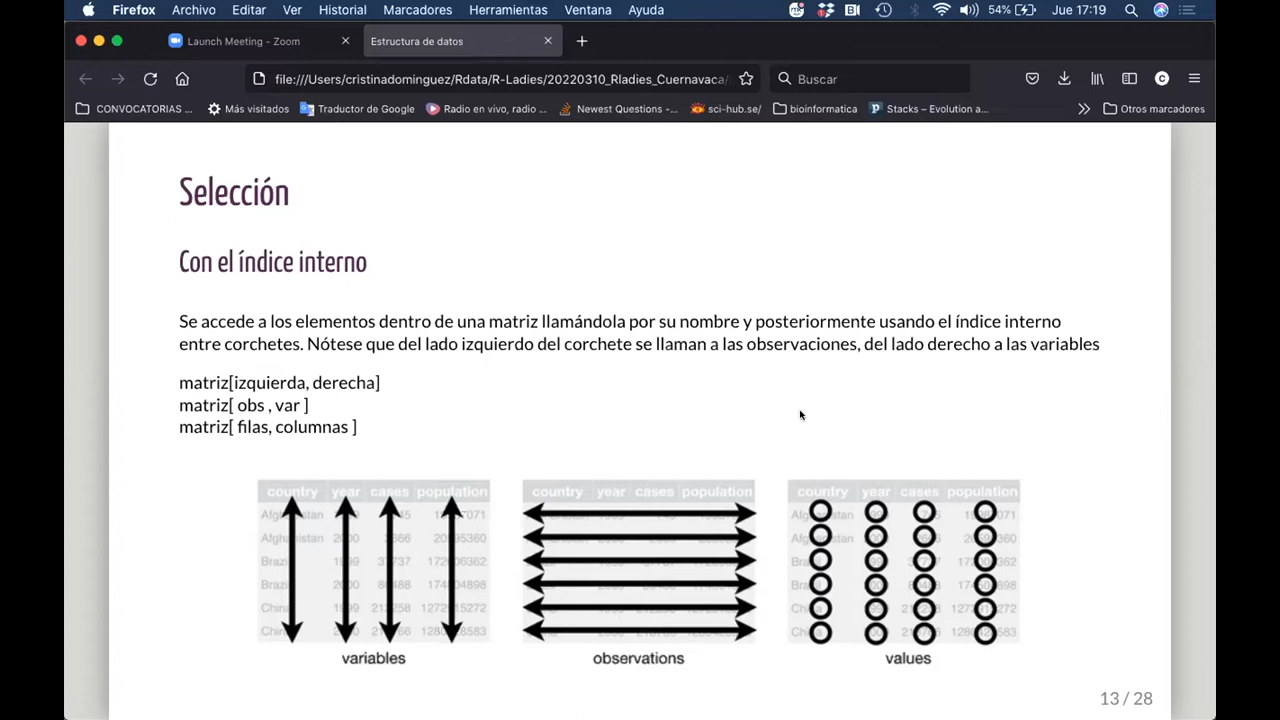 Firefox Archivo Editar Ver Historial Marcadores Herramientas Ventana Ayuda 54% Jue 17:19
Launch Meeting - Zoom Estructura de datos
file:///Users/cristinadominguez/Rdata/R-Ladies/20220310_Rladies_Cuernavaca/ Buscar
CONVOCATORIAS ... Más visitados Traductor de Google Radio en vivo, radio ... Newest Questions -... sci-hub.se/ bioinformatica Stacks – Evolution a... Otros marcadores
Selección
Con el índice interno
Se accede a los elementos dentro de una matriz llamándola por su nombre y posteriormente usando el índice interno
entre corchetes. Nótese que del lado izquierdo del corchete se llaman a las observaciones, del lado derecho a las variables
matriz[izquierda, derecha]
matriz[ obs , var ]
matriz[ filas, columnas ]
country year cases population country year cases population country year cases population
variables observations values
13 / 28